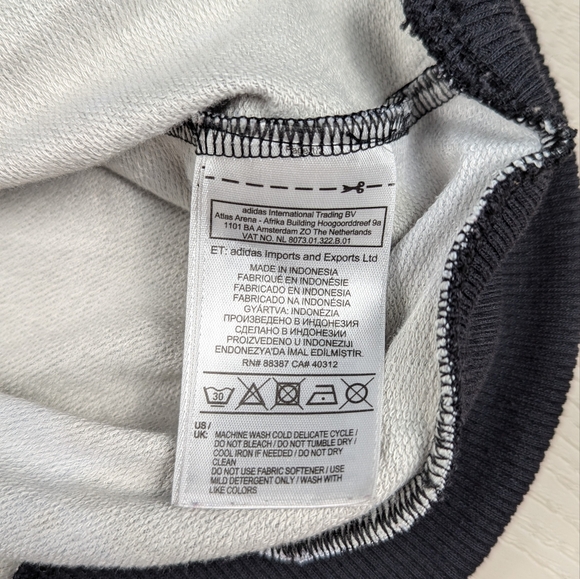 adidas International Trading BV
Atlas Arena - Afrika Building Hoogoorddreef 9a
1101 BA Amsterdam ZO The Netherlands
VAT NO. NL 8073.01.322.B.01
ET: adidas Imports and Exports Ltd
MADE IN INDONESIA
FABRIQUÉ EN INDONÉSIE
FABRICADO EN INDONESIA
FABRICADO NA INDONÉSIA
GYÁRTVA: INDONÉZIA
ПРОИЗВЕДЕНО В ИНДОНЕЗИЯ
СДЕЛАНО В ИНДОНЕЗИИ
PROIZVEDENO U INDONEZIJI
ENDONEZYA'DA İMAL EDİLMİŞTİR.
RN# 88387 CA# 40312
30
US / UK: MACHINE WASH COLD DELICATE CYCLE /
DO NOT BLEACH / DO NOT TUMBLE DRY /
COOL IRON IF NEEDED / DO NOT DRY
CLEAN
DO NOT USE FABRIC SOFTENER / USE
MILD DETERGENT ONLY / WASH WITH
LIKE COLORS